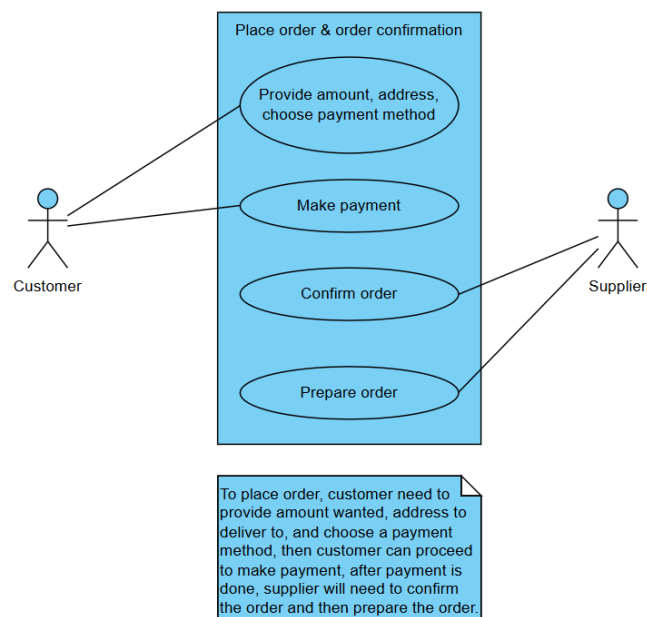 Place order & order confirmation
Provide amount, address,
choose payment method
Make payment
Customer
Confirm order
Supplier
Prepare order
To place order, customer need to
provide amount wanted, address to
deliver to, and choose a payment
method, then customer can proceed
to make payment, after payment is
done, supplier will need to confirm
the order and then prepare the order.